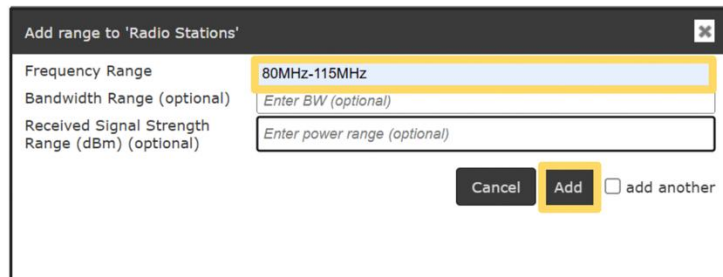 Add range to 'Radio Stations'
Frequency Range
80MHz-115MHz
Bandwidth Range (optional)
Enter BW (optional)
Received Signal Strength
Range (dBm) (optional)
Enter power range (optional)
Cancel
Add
add another